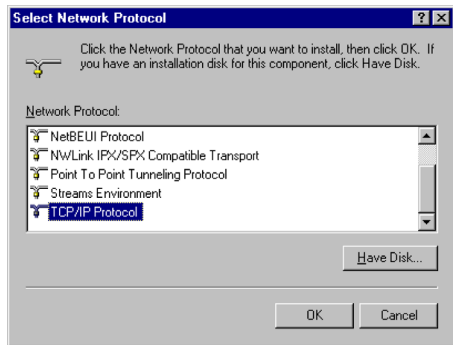 Select Network Protocol
Click the Network Protocol that you want to install, then click OK. If
you have an installation disk for this component, click Have Disk.
Network Protocol:
NetBEUI Protocol
NWLink IPX/SPX Compatible Transport
Point To Point Tunneling Protocol
Streams Environment
TCP/IP Protocol
Have Disk...
OK Cancel